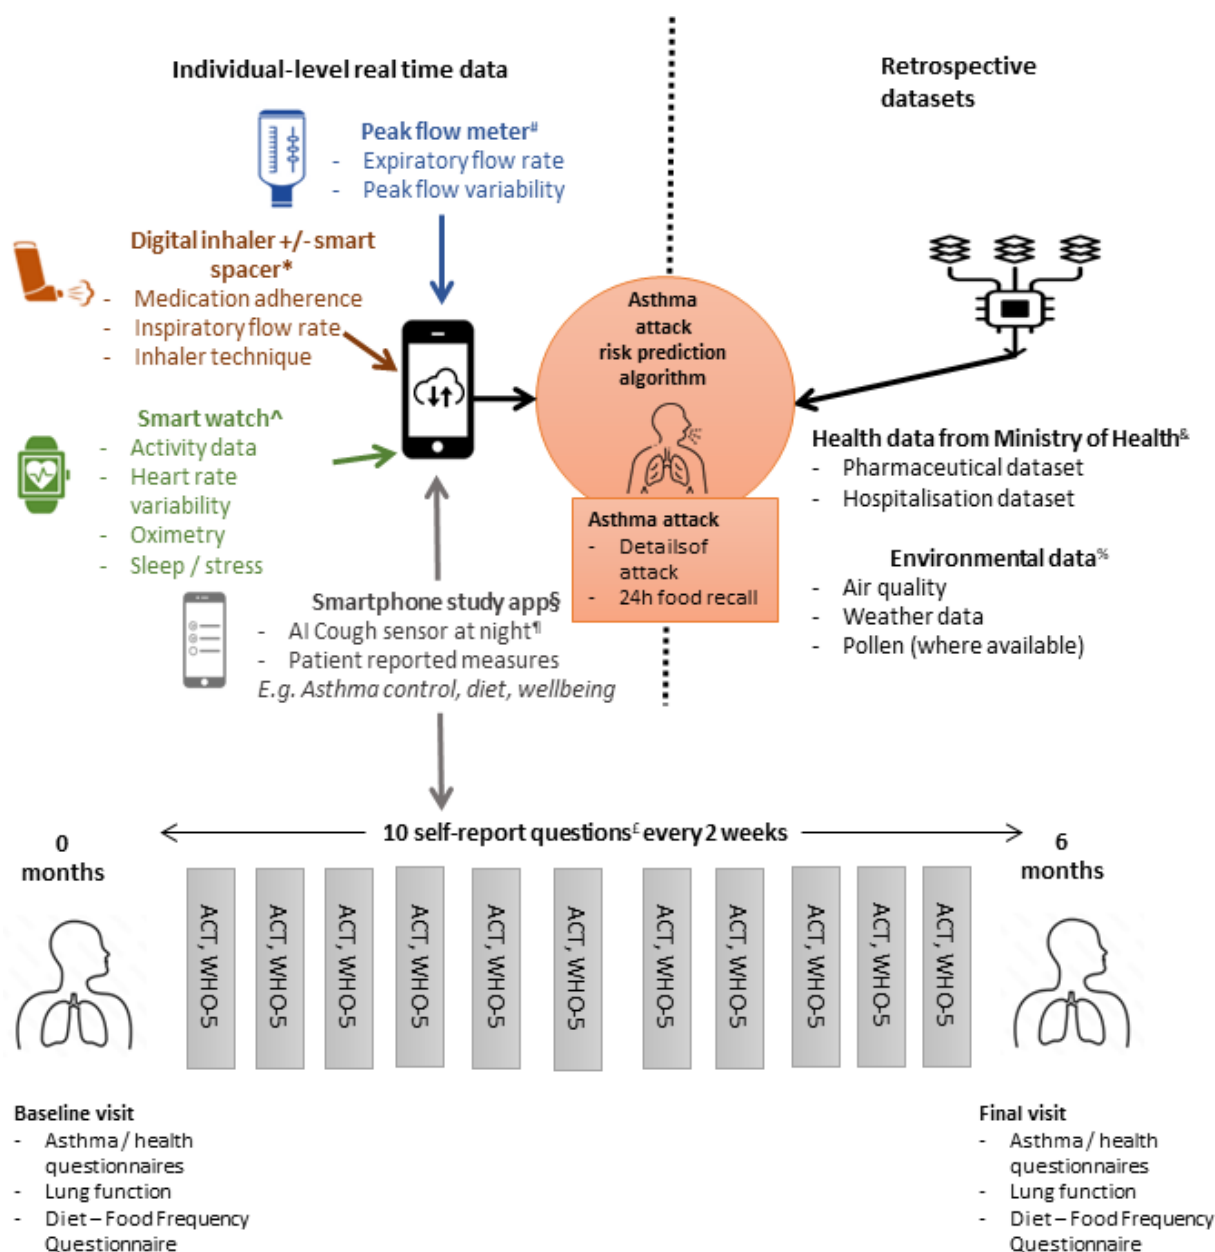 Individual-level real time data
Retrospective
datasets
Peak flow meter#
- Expiratory flow rate
- Peak flow variability
Digital inhaler +/- smart
spacer*
- Medication adherence
- Inspiratory flow rate
- Inhaler technique
Smart watch^
- Activity data
- Heart rate
variability
- Oximetry
- Sleep / stress
Smartphone study app§
- AI Cough sensor at night¶
- Patient reported measures
E.g. Asthma control, diet, wellbeing
Asthma
attack
risk prediction
algorithm
Asthma attack
- Detailsof
attack
- 24h food recall
Health data from Ministry of Health&
- Pharmaceutical dataset
- Hospitalisation dataset
Environmental data%
- Air quality
- Weather data
- Pollen (where available)
10 self-report questions£ every 2 weeks
0
months
6
months
ACT, WHO-5
ACT, WHO-5
ACT, WHO-5
ACT, WHO-5
ACT, WHO-5
ACT, WHO-5
ACT, WHO-5
ACT, WHO-5
ACT, WHO-5
ACT, WHO-5
ACT, WHO-5
Baseline visit
- Asthma / health
questionnaires
- Lung function
- Diet – Food Frequency
Questionnaire
Final visit
- Asthma / health
questionnaires
- Lung function
- Diet – Food Frequency
Questionnaire